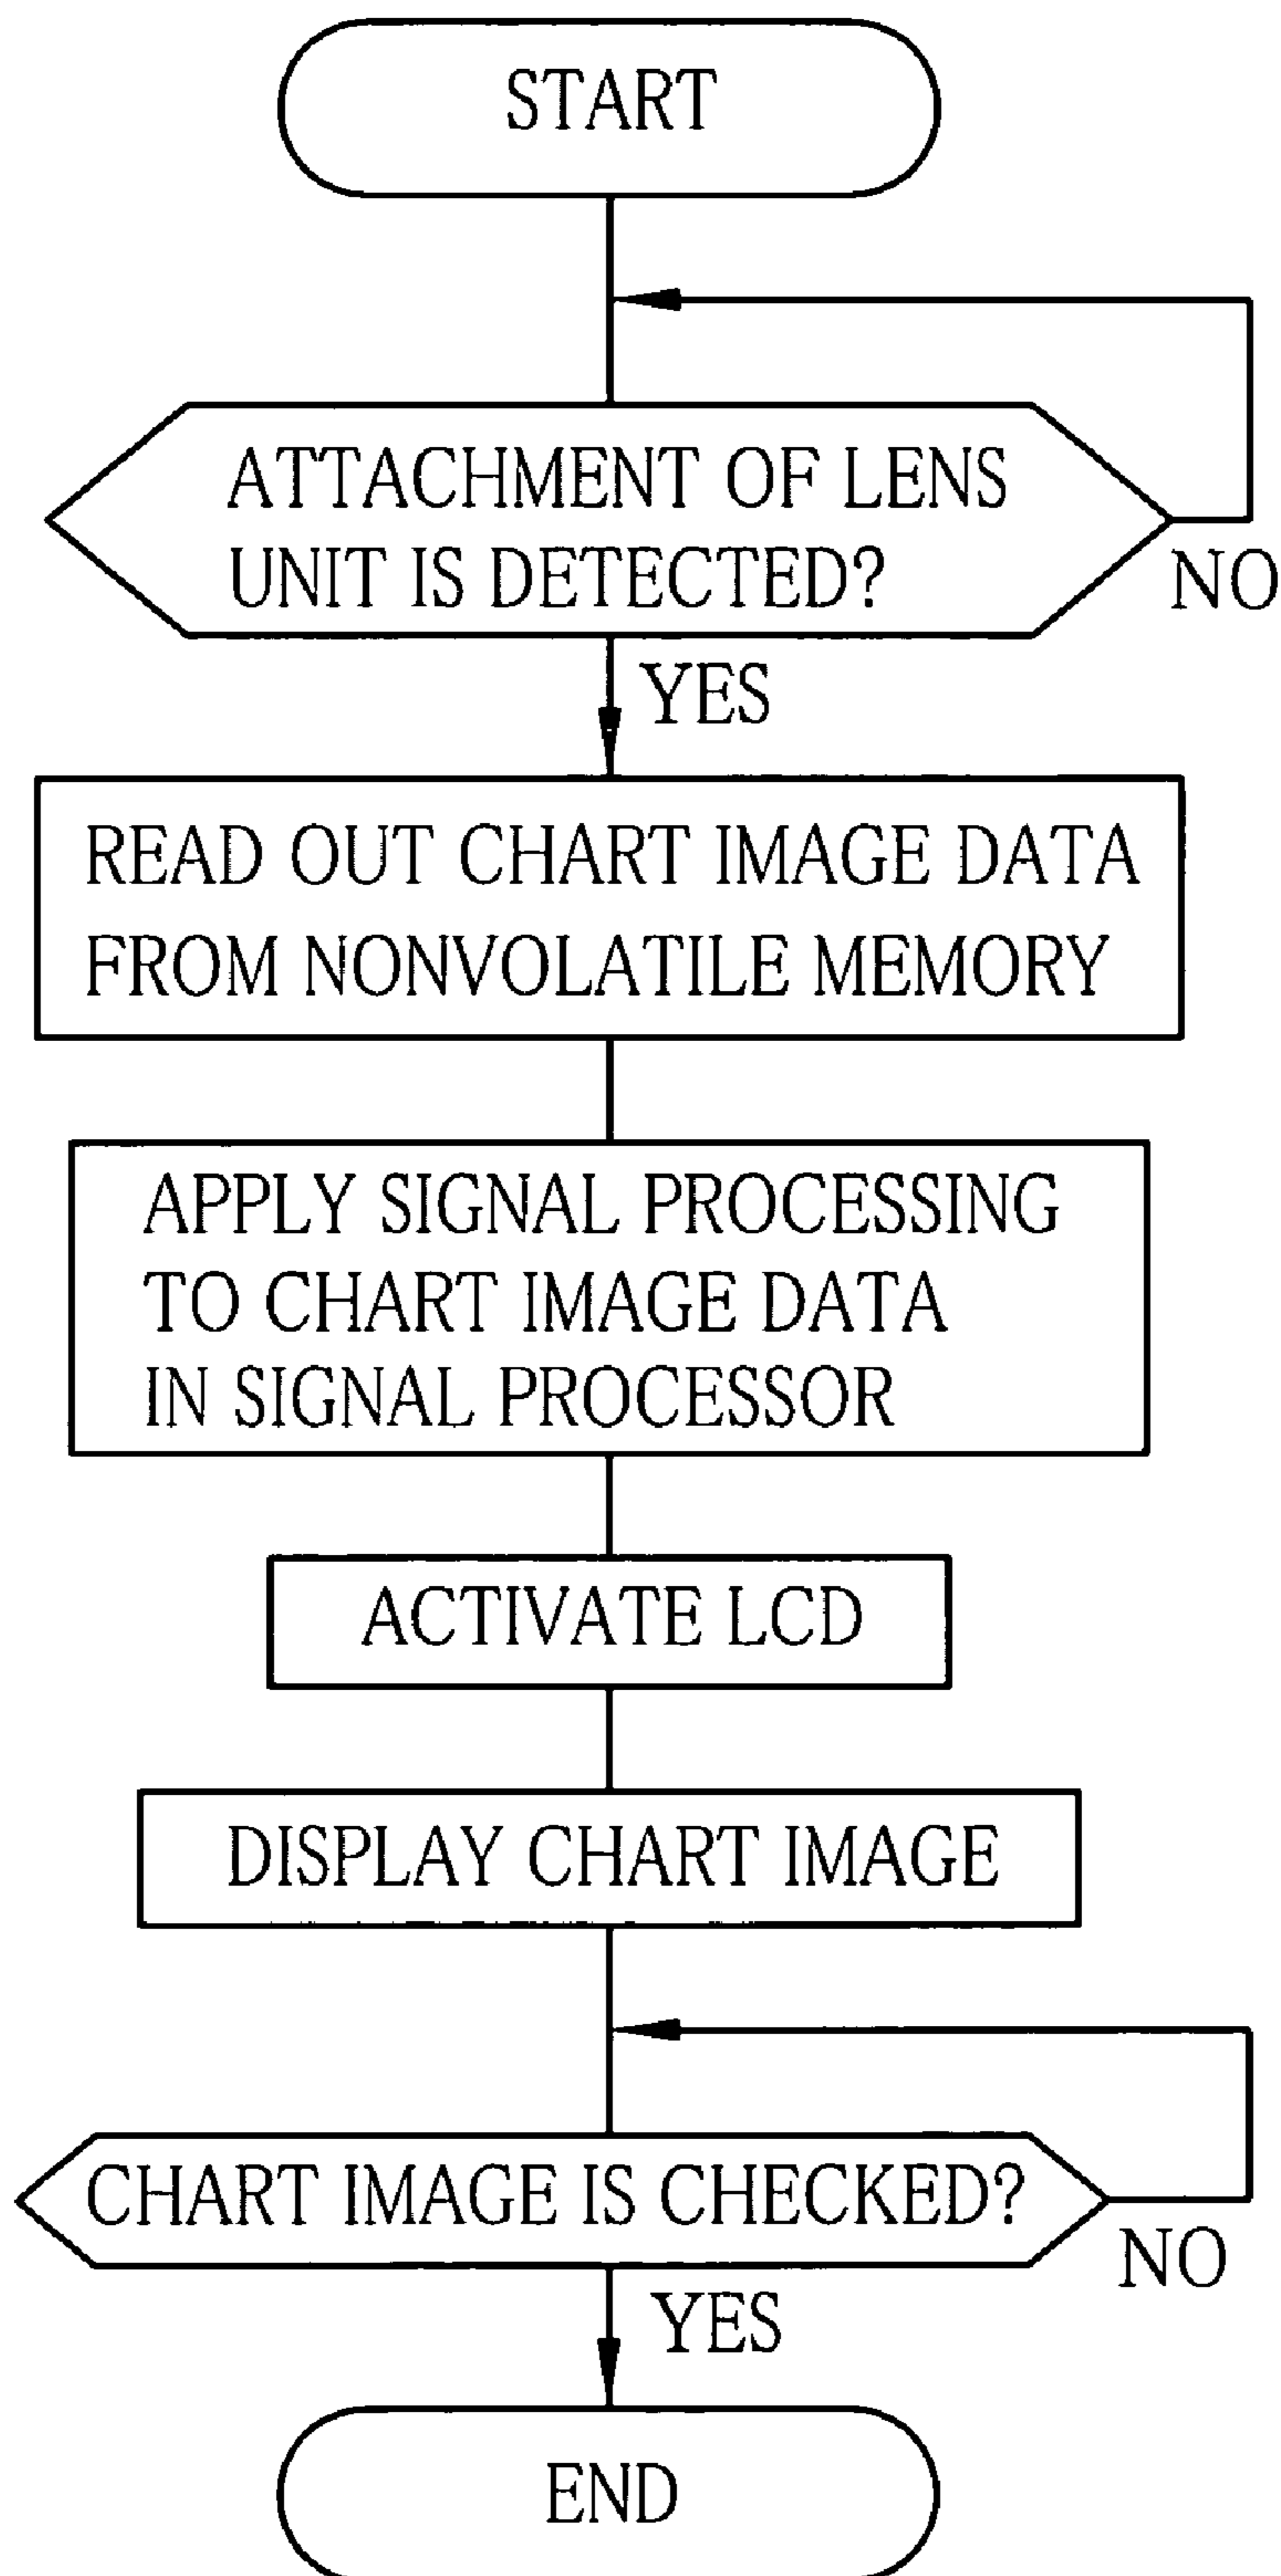 START
ATTACHMENT OF LENS
UNIT IS DETECTED?
NO
YES
READ OUT CHART IMAGE DATA
FROM NONVOLATILE MEMORY
APPLY SIGNAL PROCESSING
TO CHART IMAGE DATA
IN SIGNAL PROCESSOR
ACTIVATE LCD
DISPLAY CHART IMAGE
CHART IMAGE IS CHECKED?
NO
YES
END